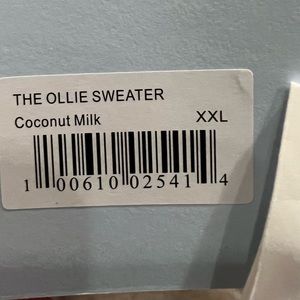 THE OLLIE SWEATER
Coconut Milk XXL
1 00610 02541 4